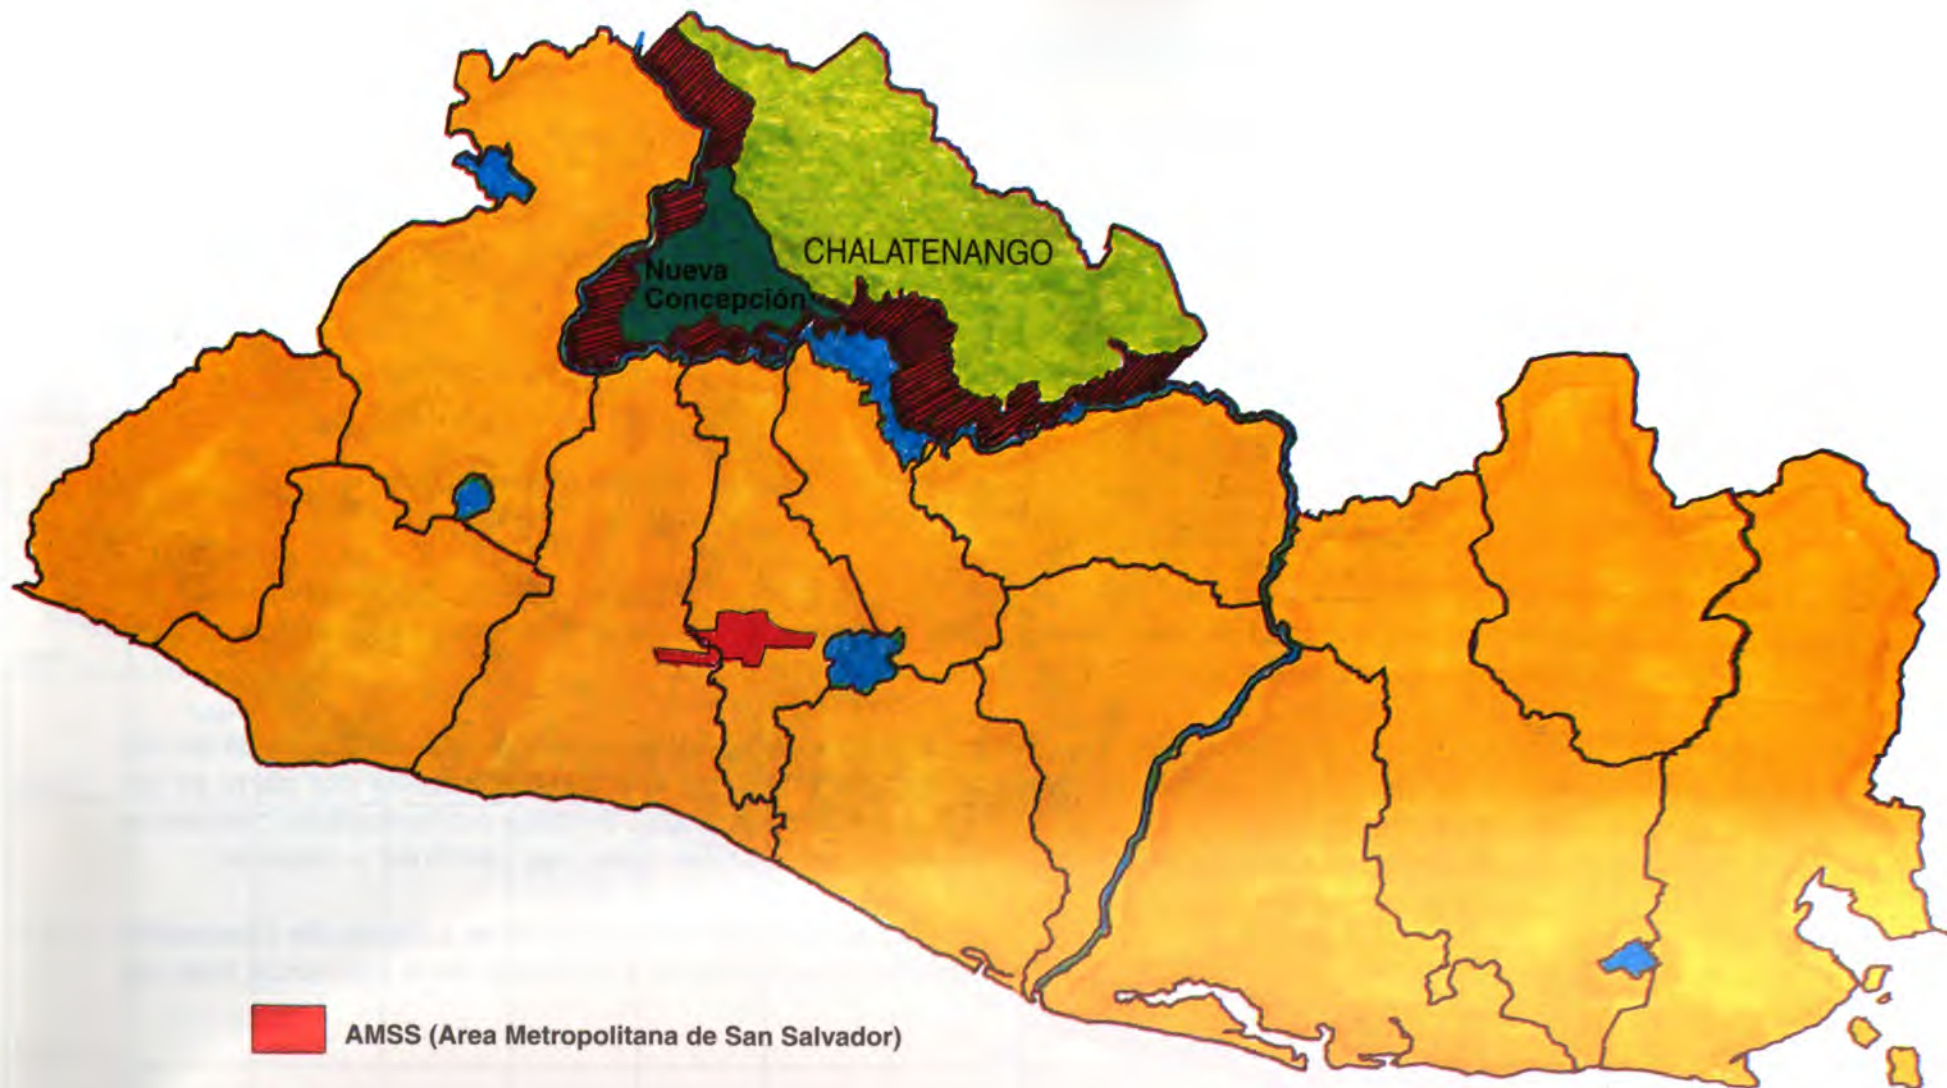 CHALATENANGO
Nueva
Concepción
AMSS (Area Metropolitana de San Salvador)